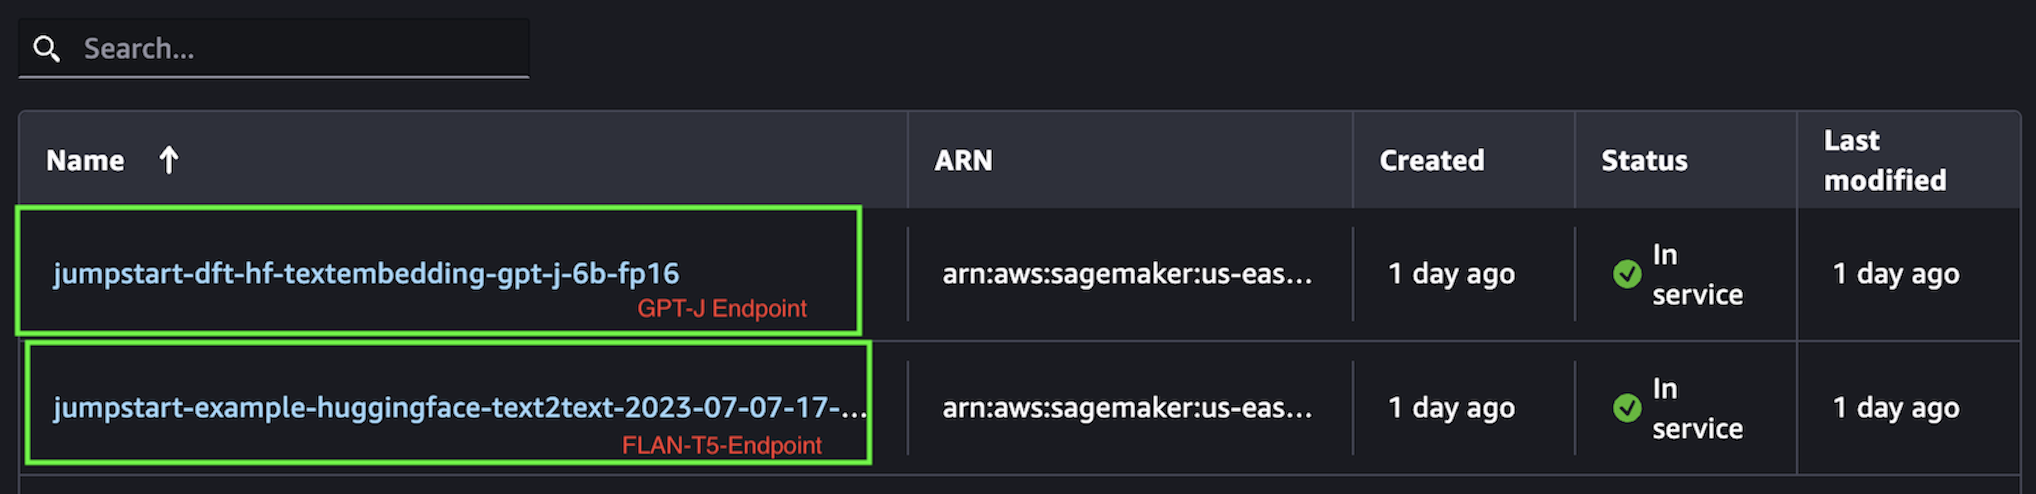 Search...
Name ↑ ARN Created Status Last modified
jumpstart-dft-hf-textembedding-gpt-j-6b-fp16 arn:aws:sagemaker:us-eas... 1 day ago In service 1 day ago
GPT-J Endpoint
jumpstart-example-huggingface-text2text-2023-07-07-17-... arn:aws:sagemaker:us-eas... 1 day ago In service 1 day ago
FLAN-T5-Endpoint